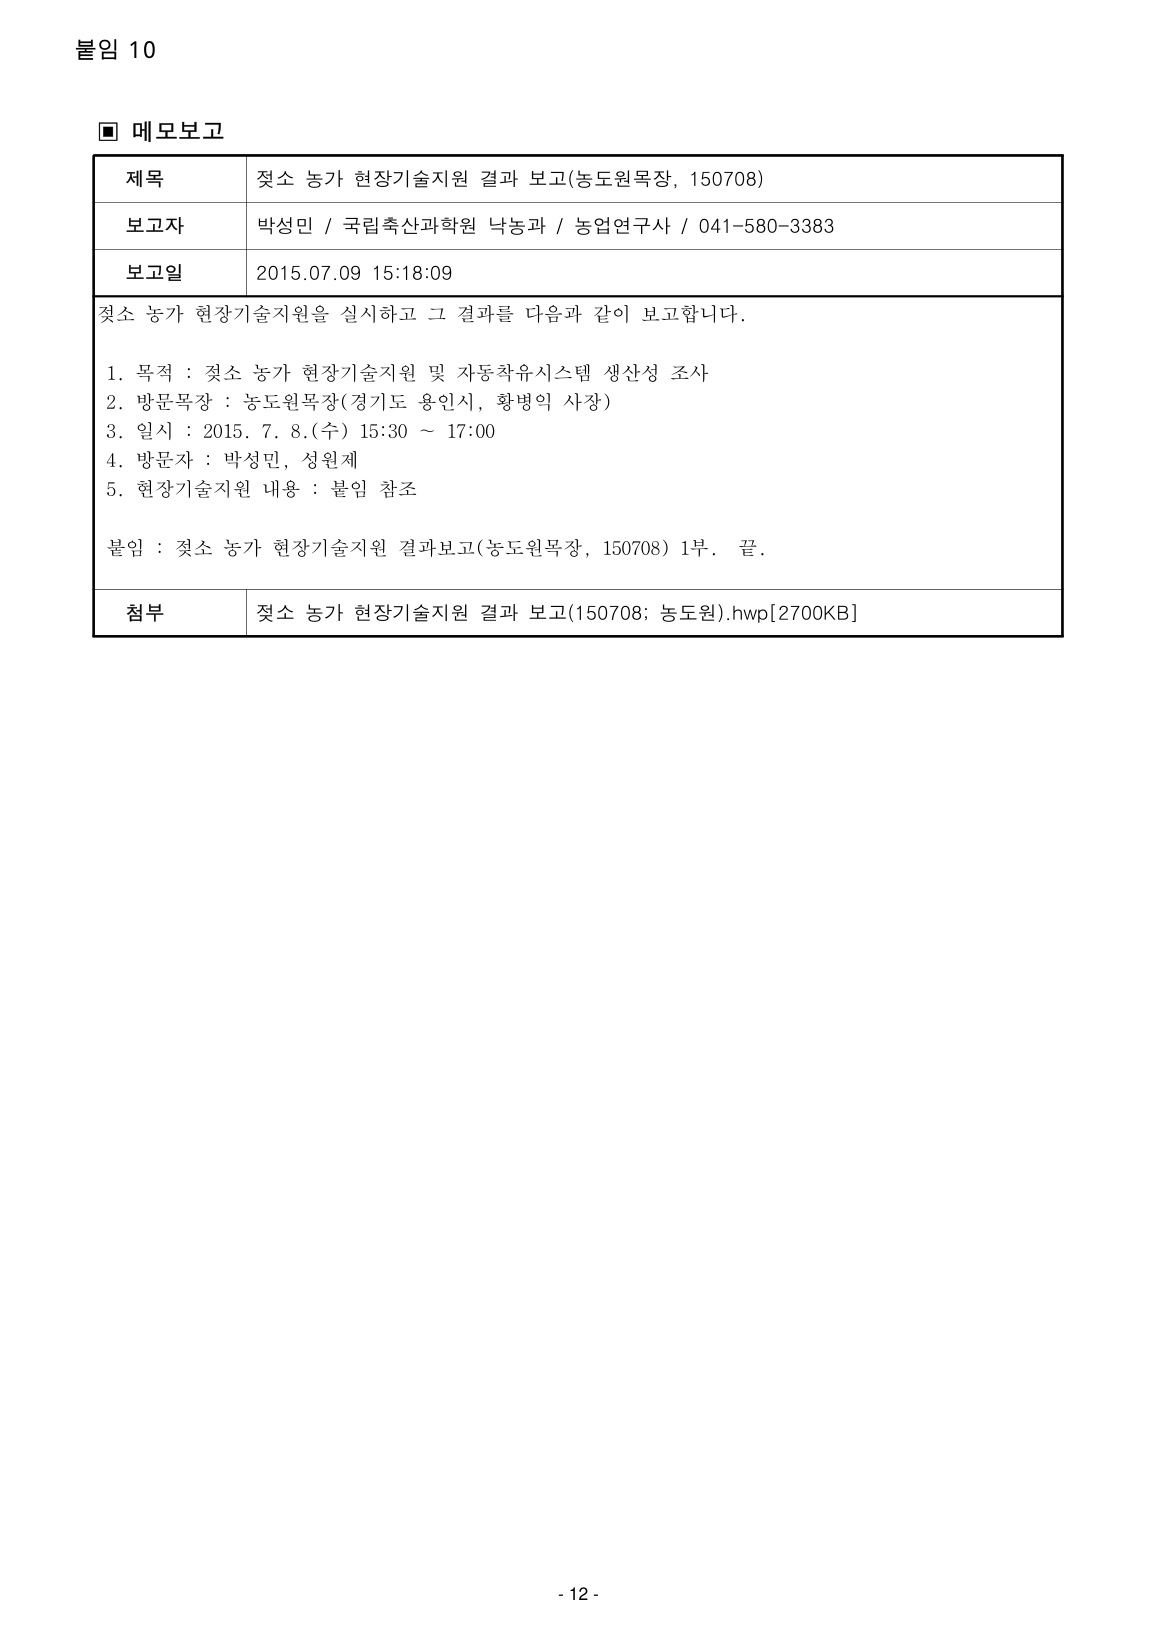 붙임 10
▣ 메모보고
제목 젖소 농가 현장기술지원 결과 보고(농도원목장, 150708)
보고자 박성민 / 국립축산과학원 낙농과 / 농업연구사 / 041-580-3383
보고일 2015.07.09 15:18:09
젖소 농가 현장기술지원을 실시하고 그 결과를 다음과 같이 보고합니다.
1. 목적 : 젖소 농가 현장기술지원 및 자동착유시스템 생산성 조사
2. 방문목장 : 농도원목장(경기도 용인시, 황병익 사장)
3. 일시 : 2015. 7. 8.(수) 15:30 ~ 17:00
4. 방문자 : 박성민, 성원제
5. 현장기술지원 내용 : 붙임 참조
붙임 : 젖소 농가 현장기술지원 결과보고(농도원목장, 150708) 1부. 끝.
첨부 젖소 농가 현장기술지원 결과 보고(150708; 농도원).hwp[2700KB]
- 12 -